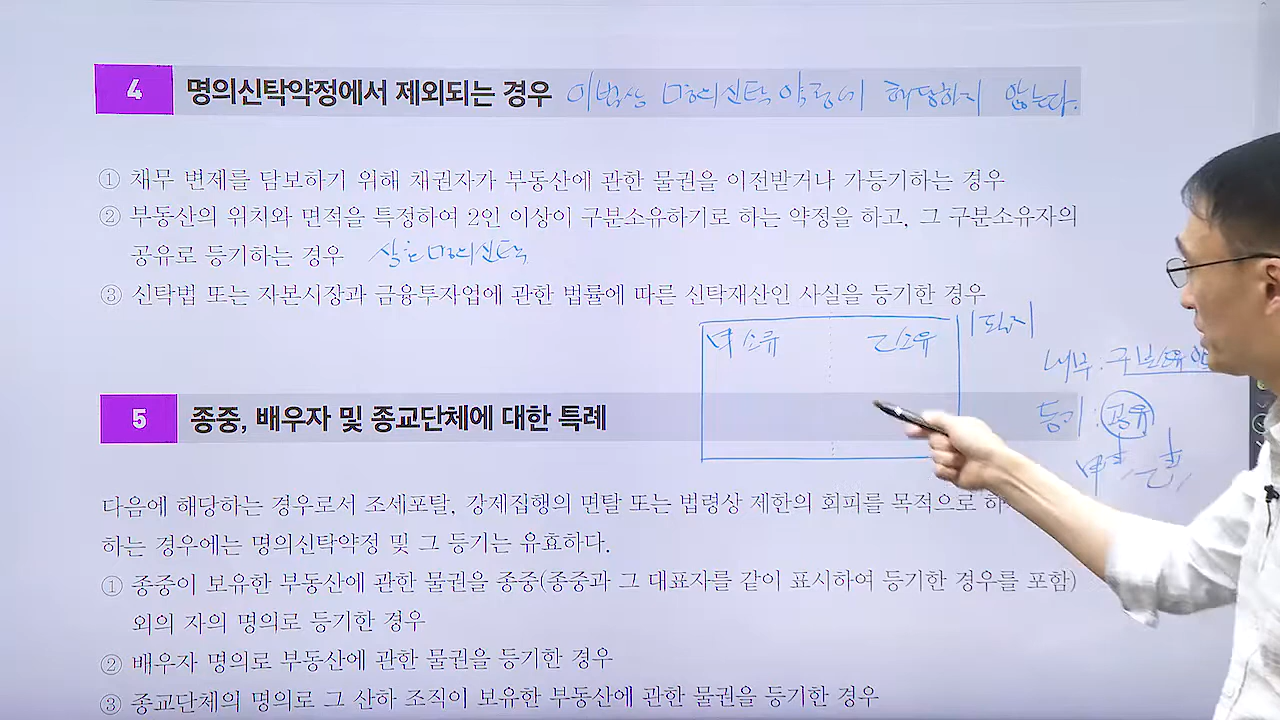 4 명의신탁약정에서 제외되는 경우 이법상 명의신탁 약정에 해당하지 않는다.
① 채무 변제를 담보하기 위해 채권자가 부동산에 관한 물권을 이전받거나 가등기하는 경우
② 부동산의 위치와 면적을 특정하여 2인 이상이 구분소유하기로 하는 약정을 하고, 그 구분소유자의
공유로 등기하는 경우 상호명의신탁
③ 신탁법 또는 자본시장과 금융투자업에 관한 법률에 따른 신탁재산인 사실을 등기한 경우
甲소유 乙소유 1필지
내부: 구분소유
등기: 공유
5 종중, 배우자 및 종교단체에 대한 특례
다음에 해당하는 경우로서 조세포탈, 강제집행의 면탈 또는 법령상 제한의 회피를 목적으로 하
하는 경우에는 명의신탁약정 및 그 등기는 유효하다.
① 종중이 보유한 부동산에 관한 물권을 종중(종중과 그 대표자를 같이 표시하여 등기한 경우를 포함)
외의 자의 명의로 등기한 경우
② 배우자 명의로 부동산에 관한 물권을 등기한 경우
③ 종교단체의 명의로 그 산하 조직이 보유한 부동산에 관한 물권을 등기한 경우